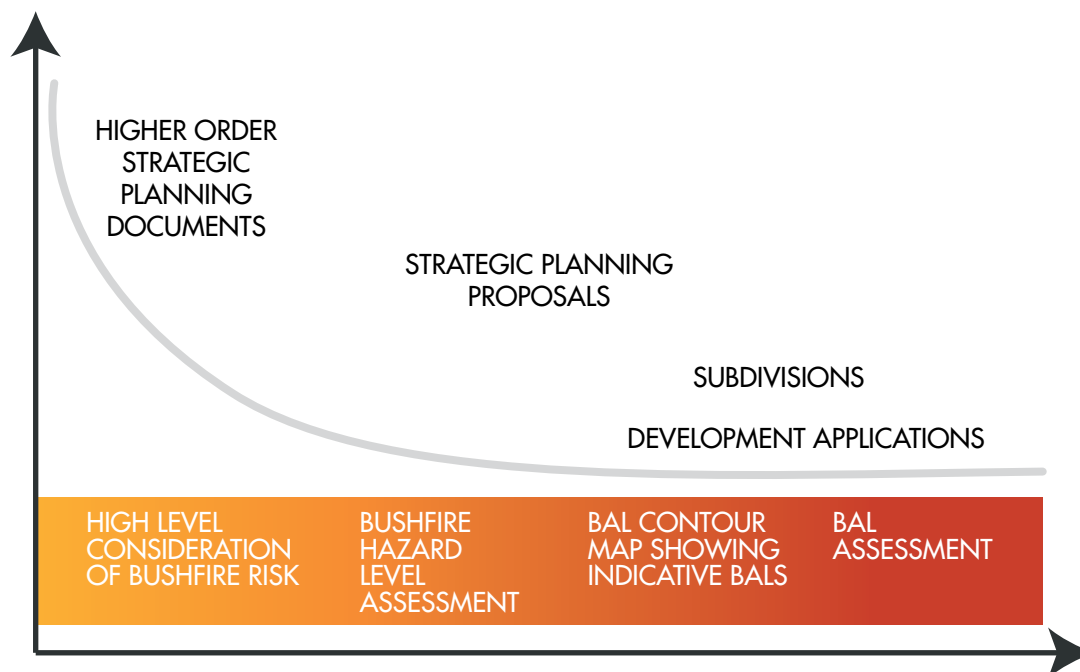 HIGHER ORDER
STRATEGIC
PLANNING
DOCUMENTS
STRATEGIC PLANNING
PROPOSALS
SUBDIVISIONS
DEVELOPMENT APPLICATIONS
HIGH LEVEL
CONSIDERATION
OF BUSHFIRE RISK
BUSHFIRE
HAZARD
LEVEL
ASSESSMENT
BAL CONTOUR
MAP SHOWING
INDICATIVE BALS
BAL
ASSESSMENT